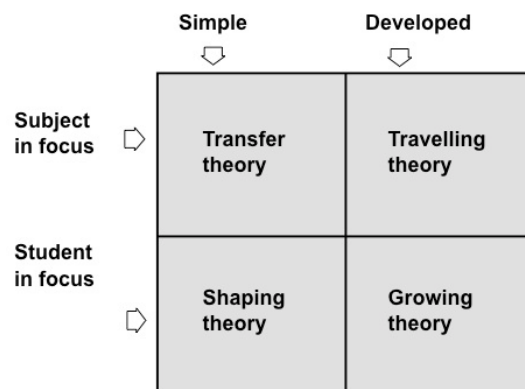 Simple
Developed
Subject
in focus
Transfer
theory
Travelling
theory
Student
in focus
Shaping
theory
Growing
theory